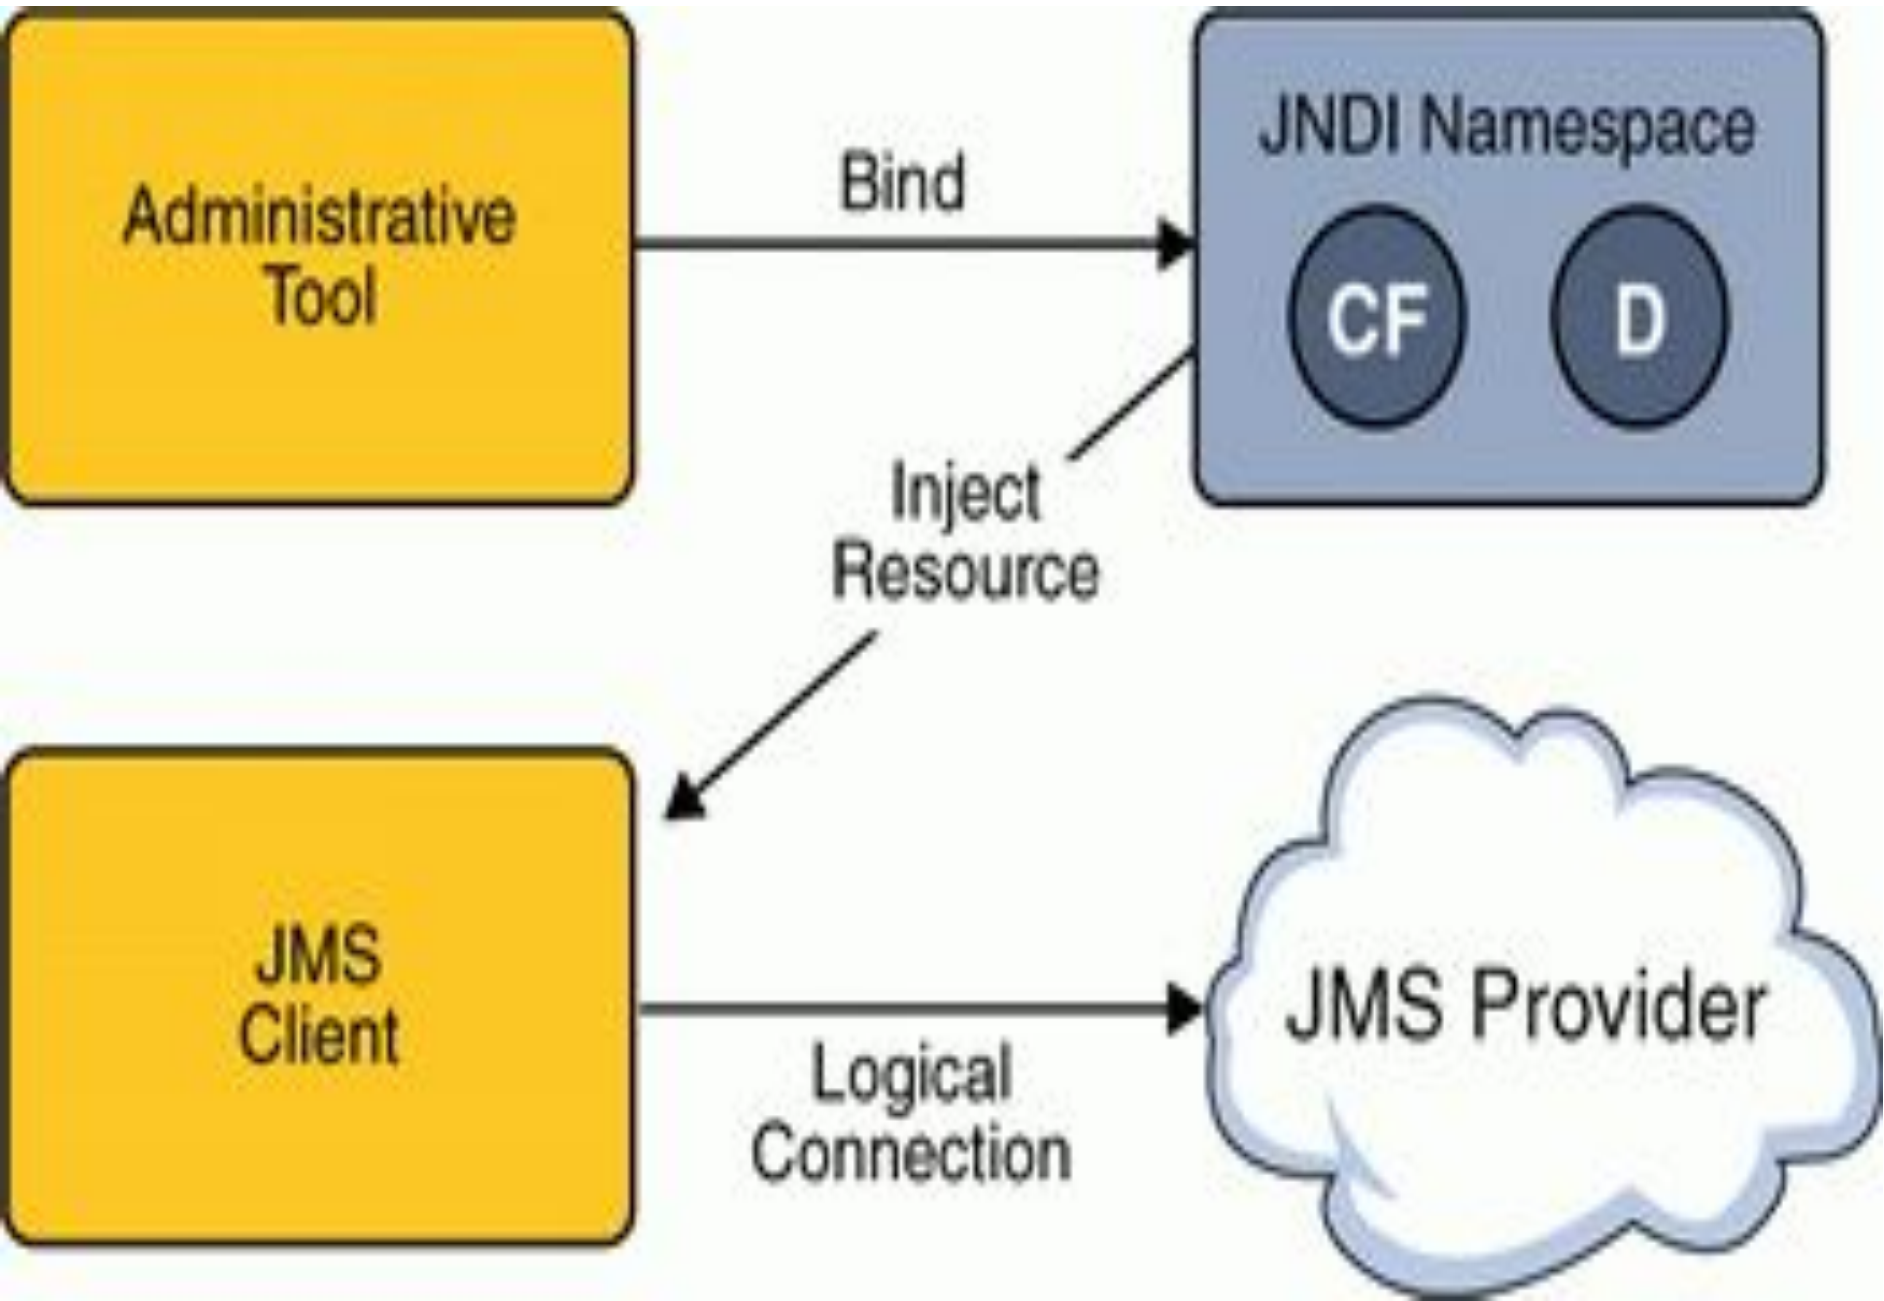 Administrative
Tool
Bind
JNDI Namespace
CF D
Inject
Resource
JMS
Client
Logical
Connection
JMS Provider